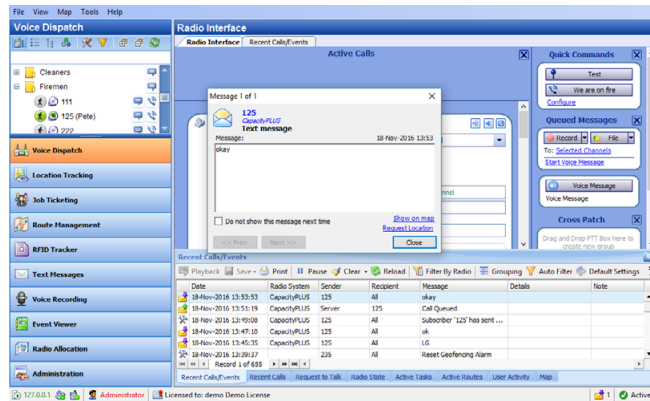 File View Map Tools Help
Voice Dispatch
Radio Interface
Radio Interface Recent Calls/Events
Active Calls
Cleaners
Firemen
111
125 (Pete)
222
Voice Dispatch
Location Tracking
Job Ticketing
Route Management
RFID Tracker
Text Messages
Voice Recording
Event Viewer
Radio Allocation
Administration
Message 1 of 1
125
CapacityPLUS
Text message
Message: 18-Nov-2016 13:53
okay
Do not show this message next time
Show on map
Request Location
<< Prev Next >> Close
Quick Commands
Test
We are on fire
Configure
Queued Messages
Record File
To: Selected Channels
Start Voice Message
Voice Message
Voice Message
Cross Patch
Drag and Drop PTT Box here to
create new group
Recent Calls/Events
Playback Save Print Pause Clear Reload Filter By Radio Grouping Auto Filter Default Settings
Date Radio System Sender Recipient Message Details Note
18-Nov-2016 13:53:53 CapacityPLUS 125 All okay
18-Nov-2016 13:51:19 CapacityPLUS Server 125 Call Queued
18-Nov-2016 13:49:08 CapacityPLUS 125 All Subscriber '125' has sent ...
18-Nov-2016 13:47:10 CapacityPLUS 125 All ok
18-Nov-2016 13:45:35 CapacityPLUS 125 All LG
18-Nov-2016 13:39:37 235 All Reset Geofencing Alarm
Record 1 of 655
Recent Calls/Events Recent Calls Request to Talk Radio State Active Tasks Active Routes User Activity Map
127.0.0.1 Administrator Licensed to: demo Demo License 1 Active